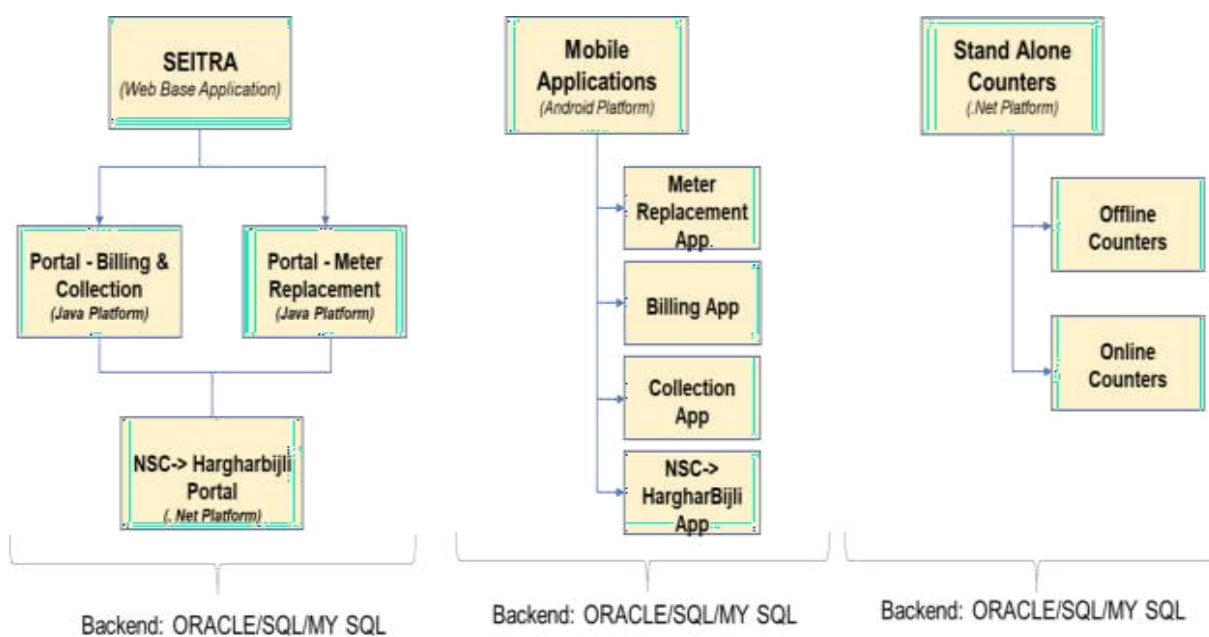 SEITRA
(Web Base Application)
Portal - Billing &
Collection
(Java Platform)
Portal - Meter
Replacement
(Java Platform)
NSC-> Hargharbijli
Portal
(. Net Platform)
Backend: ORACLE/SQL/MY SQL
Mobile
Applications
(Android Platform)
Meter
Replacement
App.
Billing App
Collection
App
NSC->
HargharBijli
App
Backend: ORACLE/SQL/MY SQL
Stand Alone
Counters
(.Net Platform)
Offline
Counters
Online
Counters
Backend: ORACLE/SQL/MY SQL